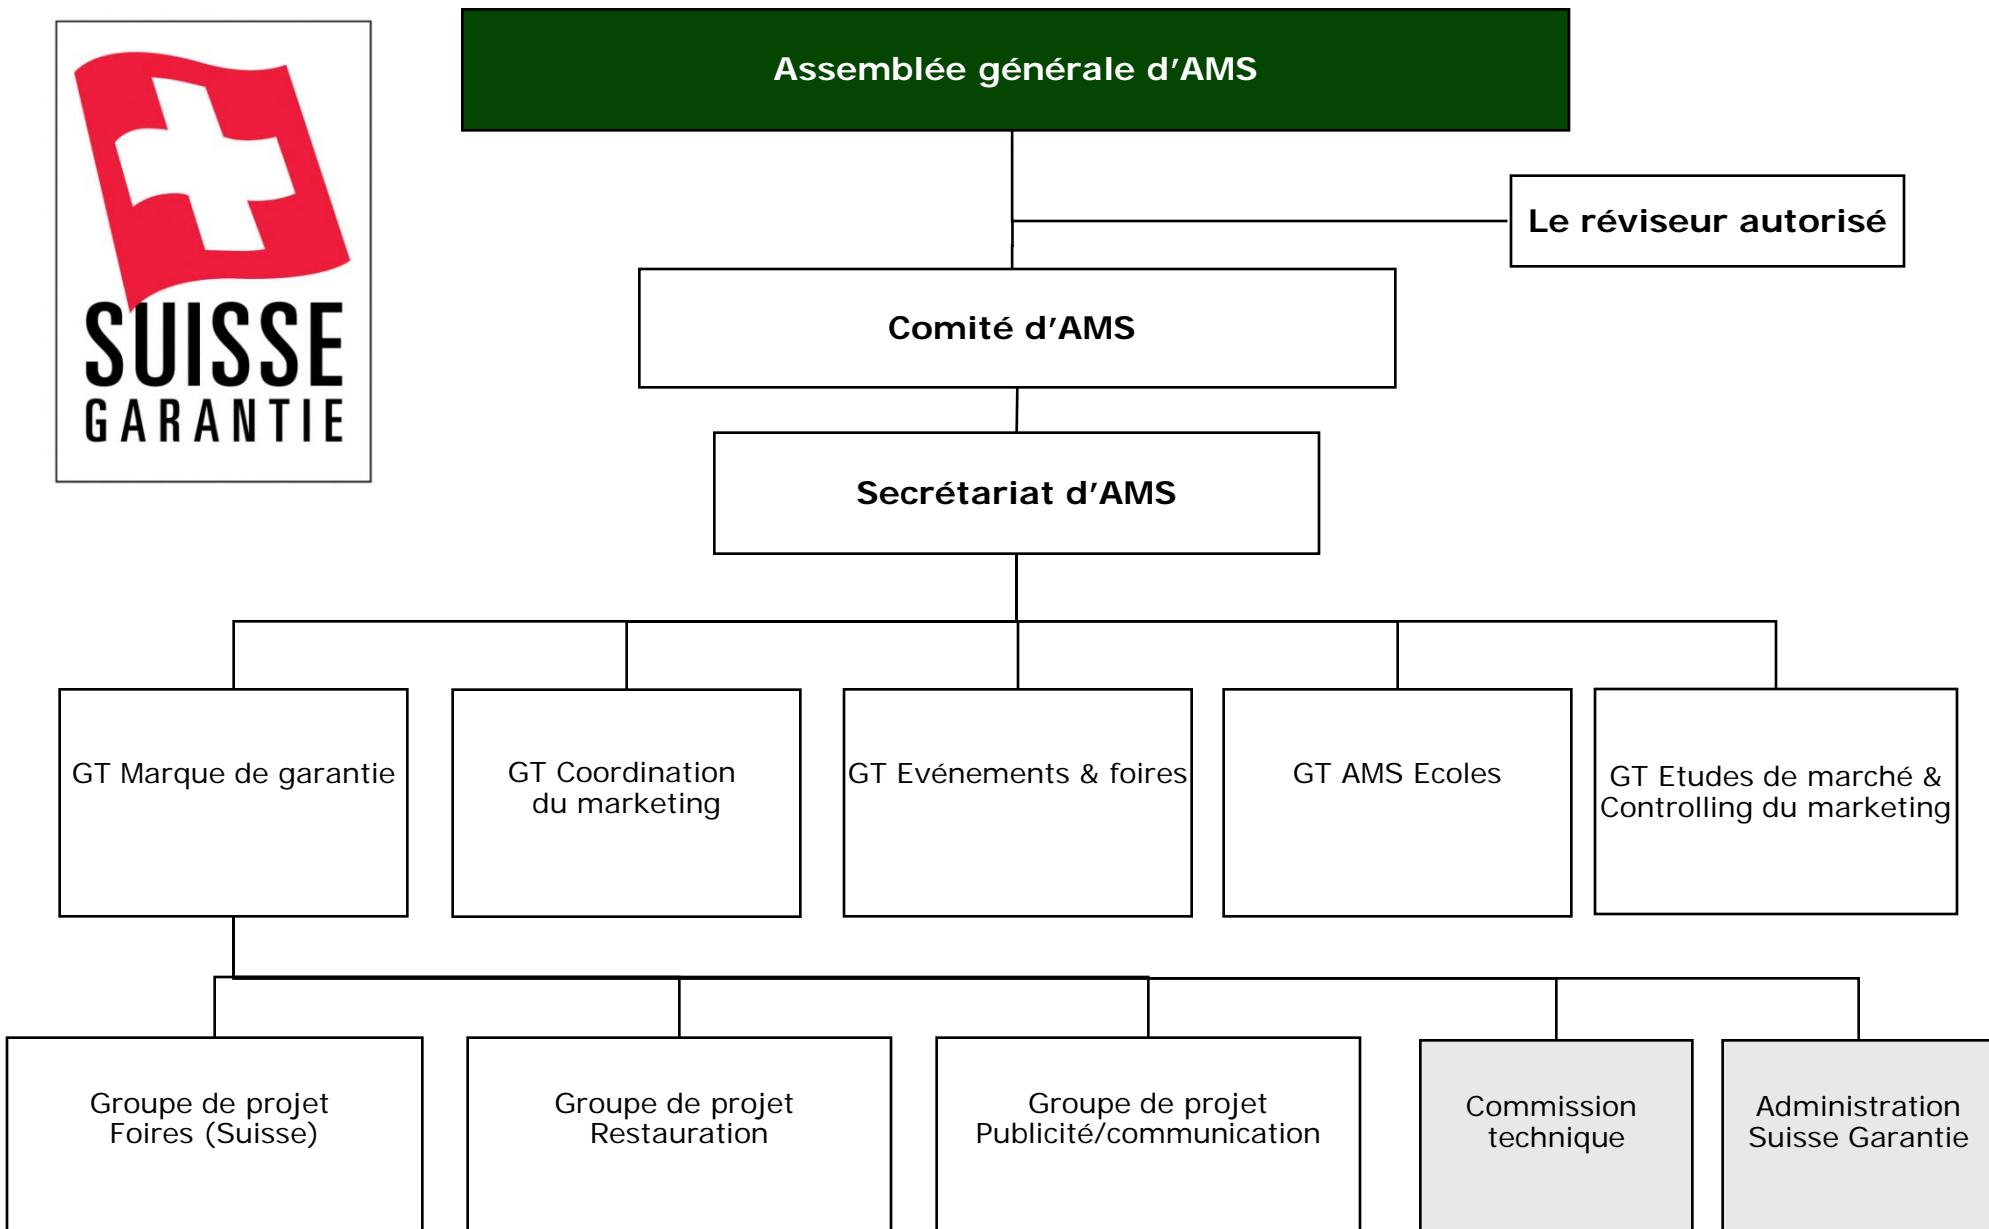 SUISSE
GARANTIE
Assemblée générale d’AMS
Le réviseur autorisé
Comité d’AMS
Secrétariat d’AMS
GT Marque de garantie
GT Coordination
du marketing
GT Evénements & foires
GT AMS Ecoles
GT Etudes de marché &
Controlling du marketing
Groupe de projet
Foires (Suisse)
Groupe de projet
Restauration
Groupe de projet
Publicité/communication
Commission
technique
Administration
Suisse Garantie